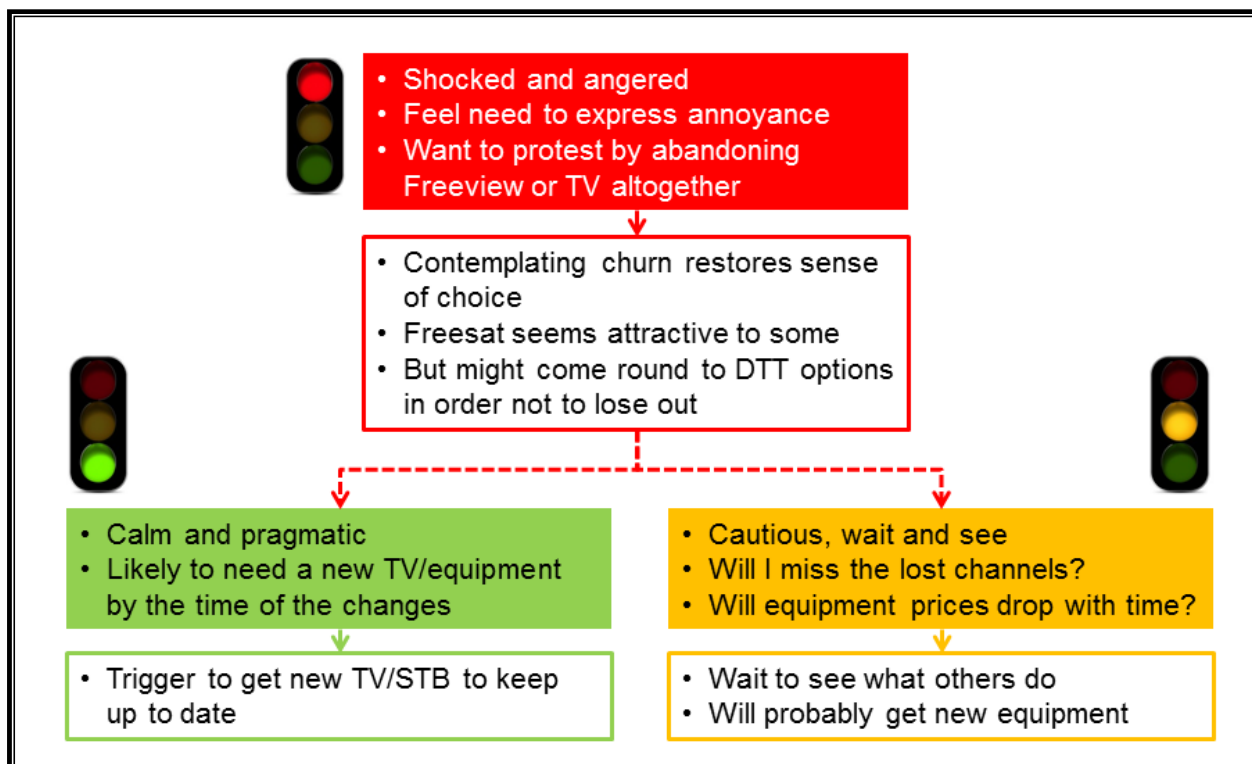 • Shocked and angered
• Feel need to express annoyance
• Want to protest by abandoning
Freeview or TV altogether
• Contemplating churn restores sense
of choice
• Freesat seems attractive to some
• But might come round to DTT options
in order not to lose out
• Calm and pragmatic
• Likely to need a new TV/equipment
by the time of the changes
• Trigger to get new TV/STB to keep
up to date
• Cautious, wait and see
• Will I miss the lost channels?
• Will equipment prices drop with time?
• Wait to see what others do
• Will probably get new equipment